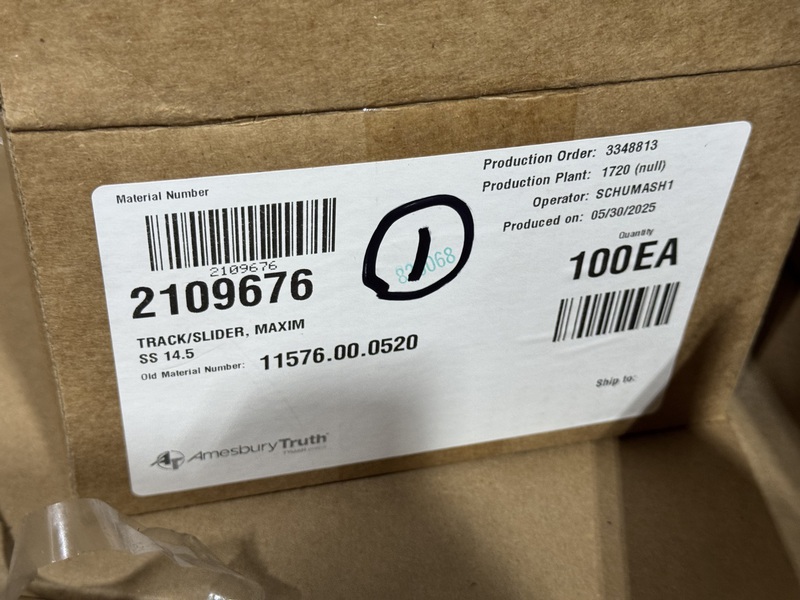 Material Number
2109676
2109676
TRACK/SLIDER, MAXIM
SS 14.5
Old Material Number: 11576.00.0520
AmesburyTruth
1
Production Order: 3348813
Production Plant: 1720 (null)
Operator: SCHUMASH1
Produced on: 05/30/2025
Quantity
100EA
Ship to: